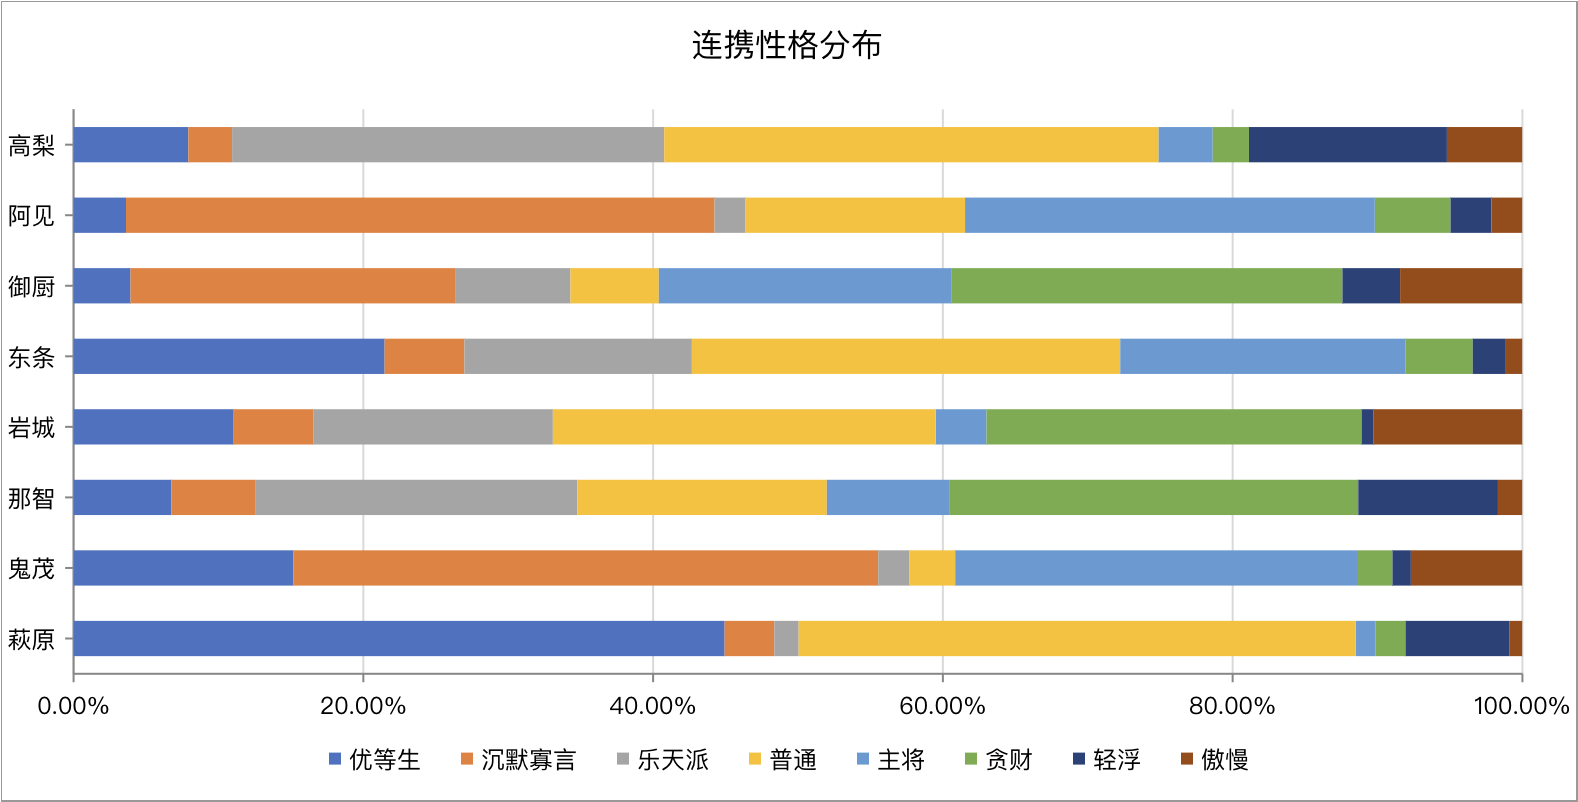 连携性格分布
高梨
阿见
御厨
东条
岩城
那智
鬼茂
萩原
0.00% 20.00% 40.00% 60.00% 80.00% 100.00%
优等生 沉默寡言 乐天派 普通 主将 贪财 轻浮 傲慢